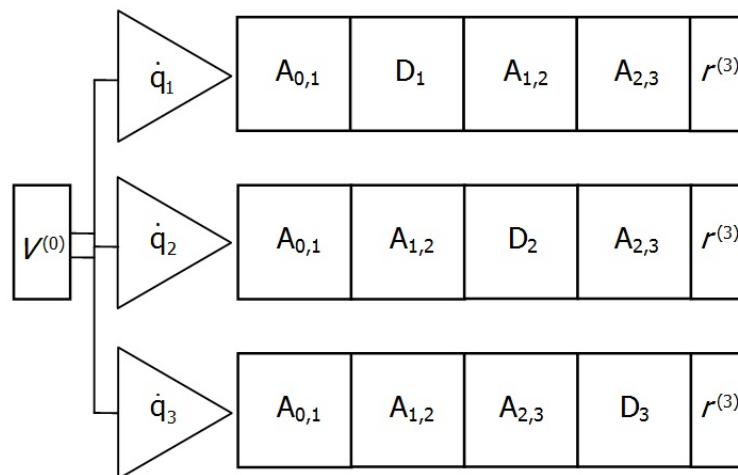 q̇₁ A₀,₁ D₁ A₁,₂ A₂,₃ r⁽³⁾
V⁽⁰⁾ q̇₂ A₀,₁ A₁,₂ D₂ A₂,₃ r⁽³⁾
q̇₃ A₀,₁ A₁,₂ A₂,₃ D₃ r⁽³⁾